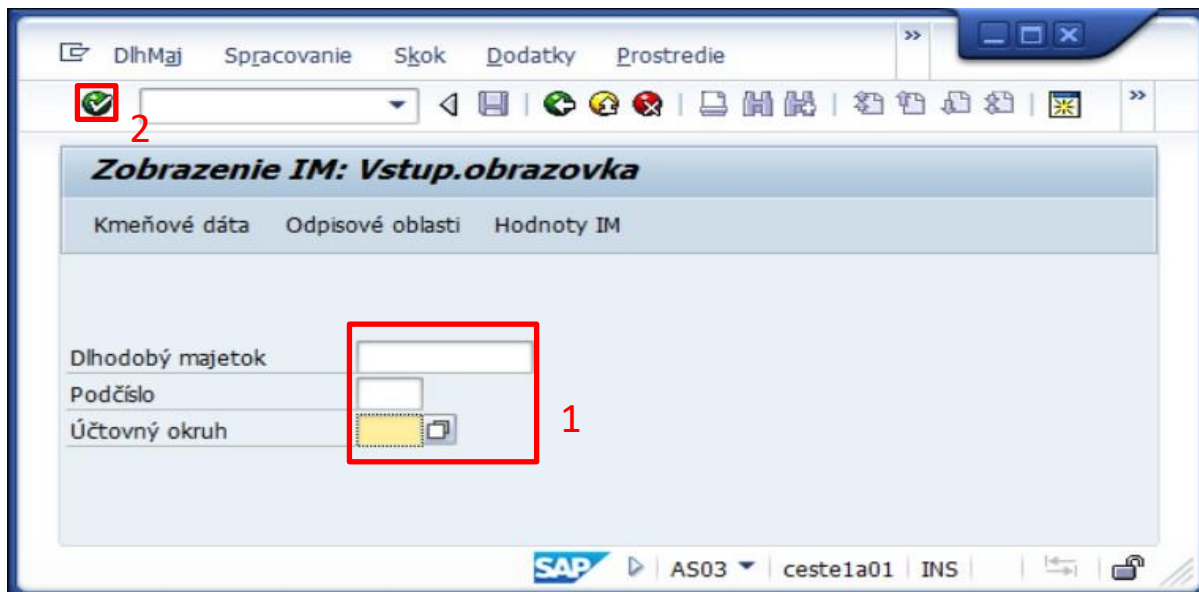 DlhMaj Spracovanie Skok Dodatky Prostredie »
2 »
Zobrazenie IM: Vstup.obrazovka
Kmeňové dáta Odpisové oblasti Hodnoty IM
Dlhodobý majetok
Podčíslo
Účtovný okruh 1
SAP AS03 ceste1a01 INS